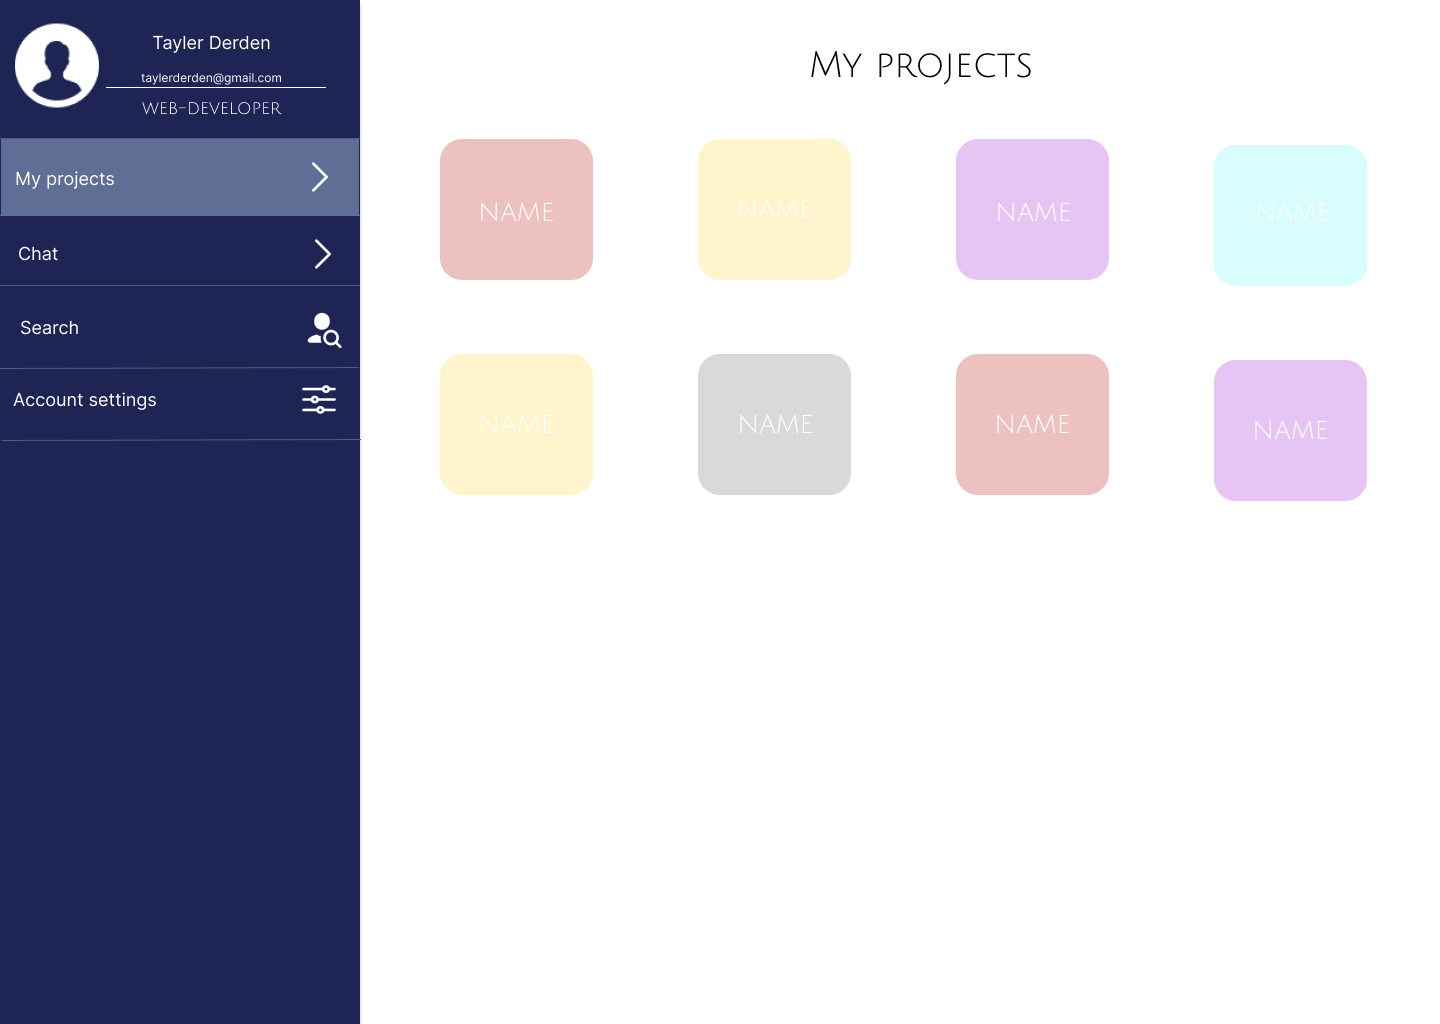 Tayler Derden
taylerderden@gmail.com
WEB-DEVELOPER
My projects
Chat
Search
Account settings
My projects
NAME NAME NAME NAME
NAME NAME NAME NAME